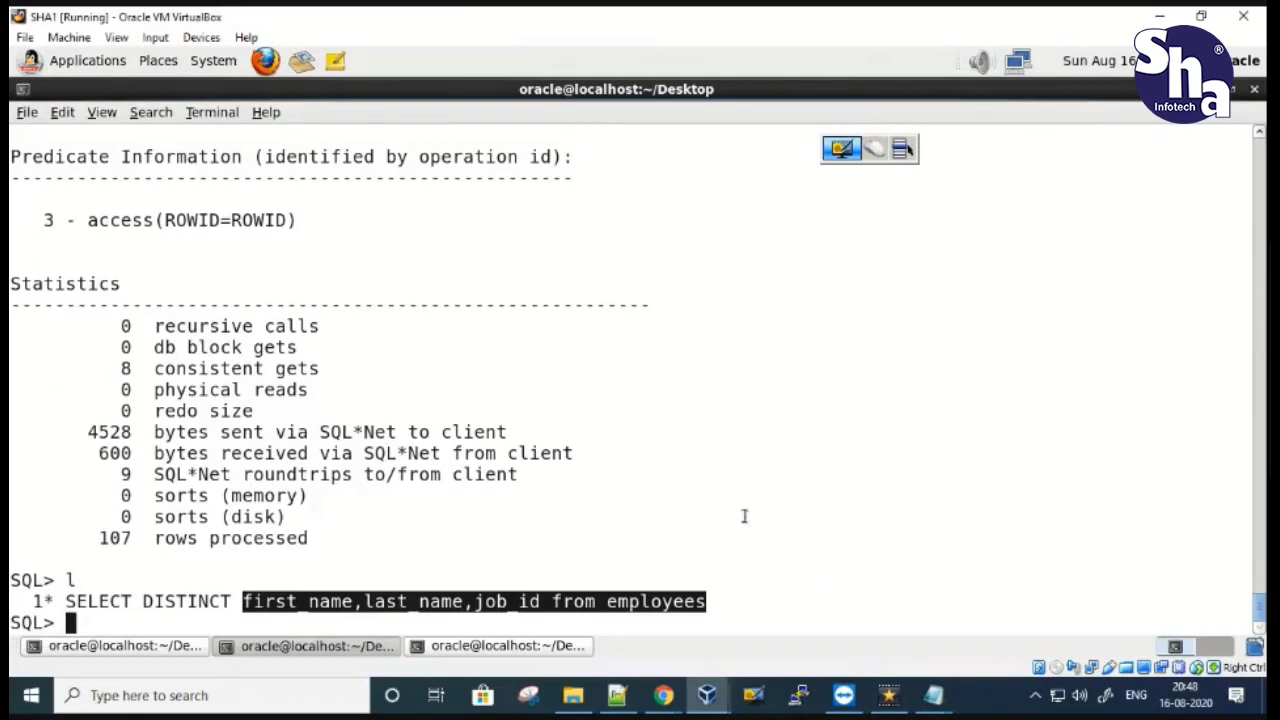 SHA1 [Running] - Oracle VM VirtualBox
File Machine View Input Devices Help
Applications Places System
Sun Aug 16
acle
Sha ®
Infotech
oracle@localhost:~/Desktop
File Edit View Search Terminal Help
Predicate Information (identified by operation id):
---------------------------------------------------
3 - access(ROWID=ROWID)
Statistics
----------------------------------------------------------
0 recursive calls
0 db block gets
8 consistent gets
0 physical reads
0 redo size
4528 bytes sent via SQL*Net to client
600 bytes received via SQL*Net from client
9 SQL*Net roundtrips to/from client
0 sorts (memory)
0 sorts (disk)
107 rows processed
SQL> l
1* SELECT DISTINCT first_name,last_name,job_id from employees
SQL>
oracle@localhost:~/De... oracle@localhost:~/De... oracle@localhost:~/De...
Right Ctrl
Type here to search
ENG
20:48
16-08-2020